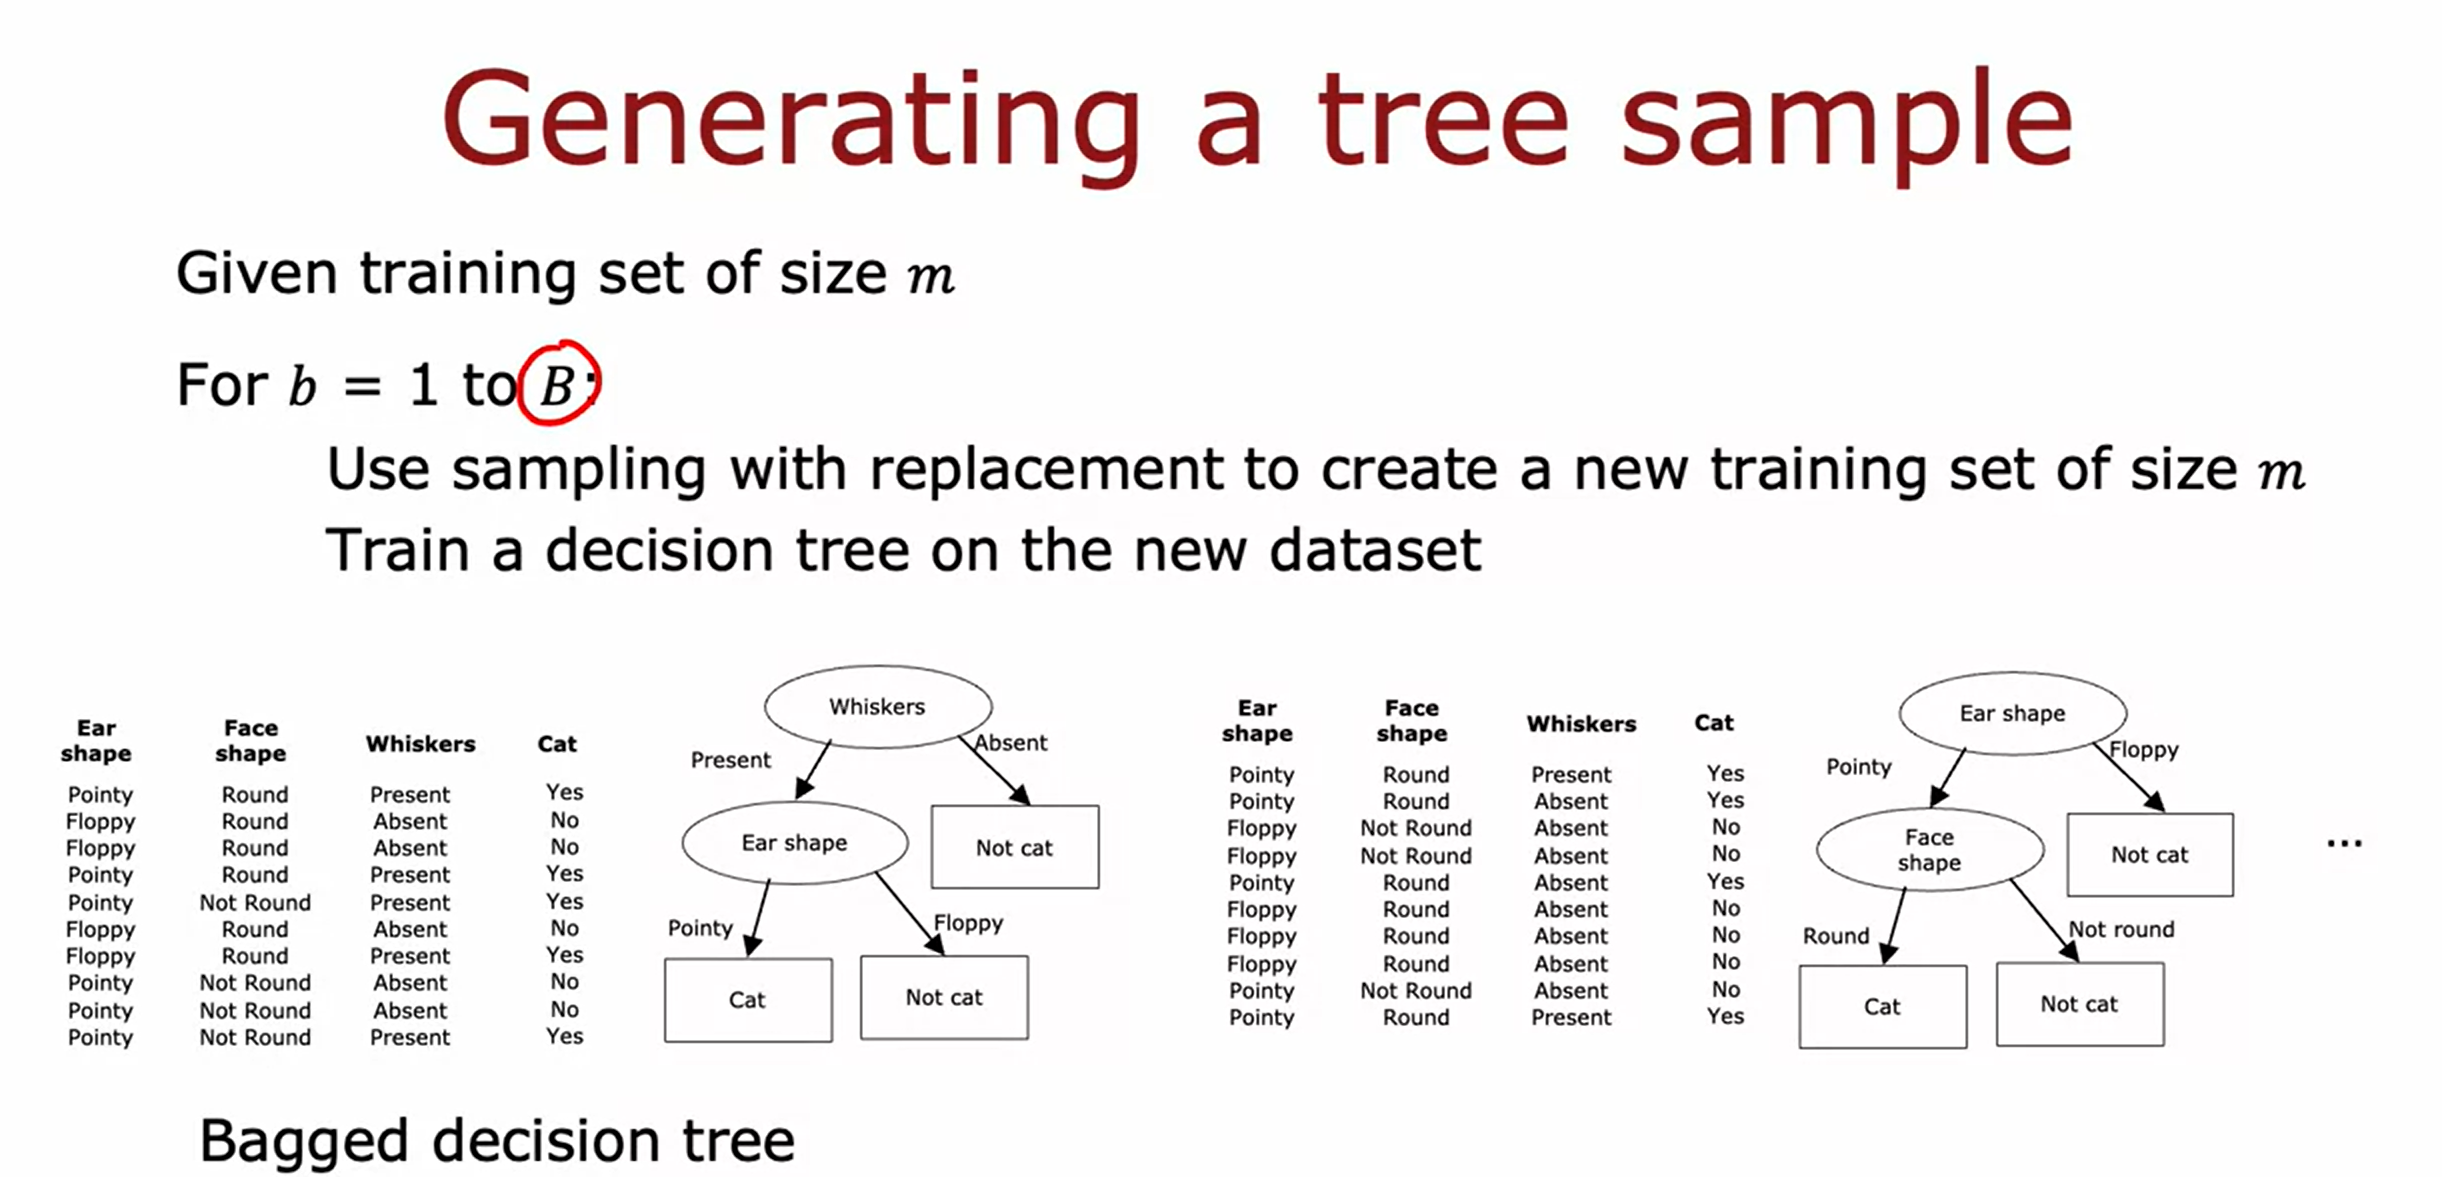 Generating a tree sample
Given training set of size m
For b = 1 to B:
Use sampling with replacement to create a new training set of size m
Train a decision tree on the new dataset
Ear shape Face shape Whiskers Cat
Pointy Round Present Yes
Floppy Round Absent No
Floppy Round Absent No
Pointy Round Present Yes
Pointy Not Round Present Yes
Floppy Round Absent No
Floppy Round Present Yes
Pointy Not Round Absent No
Pointy Not Round Absent No
Pointy Not Round Present Yes
Whiskers
Present Absent
Ear shape Not cat
Pointy Floppy
Cat Not cat
Ear shape Face shape Whiskers Cat
Pointy Round Present Yes
Pointy Round Absent Yes
Floppy Not Round Absent No
Floppy Not Round Absent No
Pointy Round Absent Yes
Floppy Round Absent No
Floppy Round Absent No
Floppy Round Absent No
Pointy Not Round Absent No
Pointy Round Present Yes
Ear shape
Pointy Floppy
Face shape Not cat
Round Not round
Cat Not cat
...
Bagged decision tree